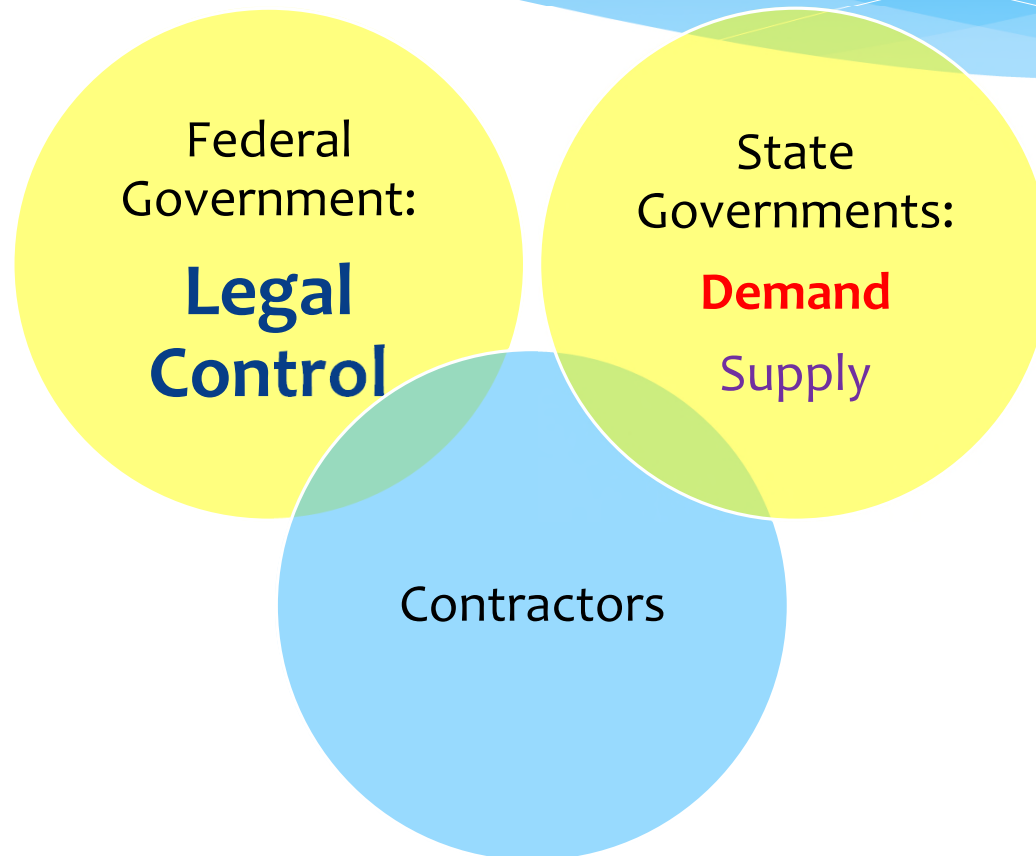 Federal
Government:
Legal
Control
State
Governments:
Demand
Supply
Contractors